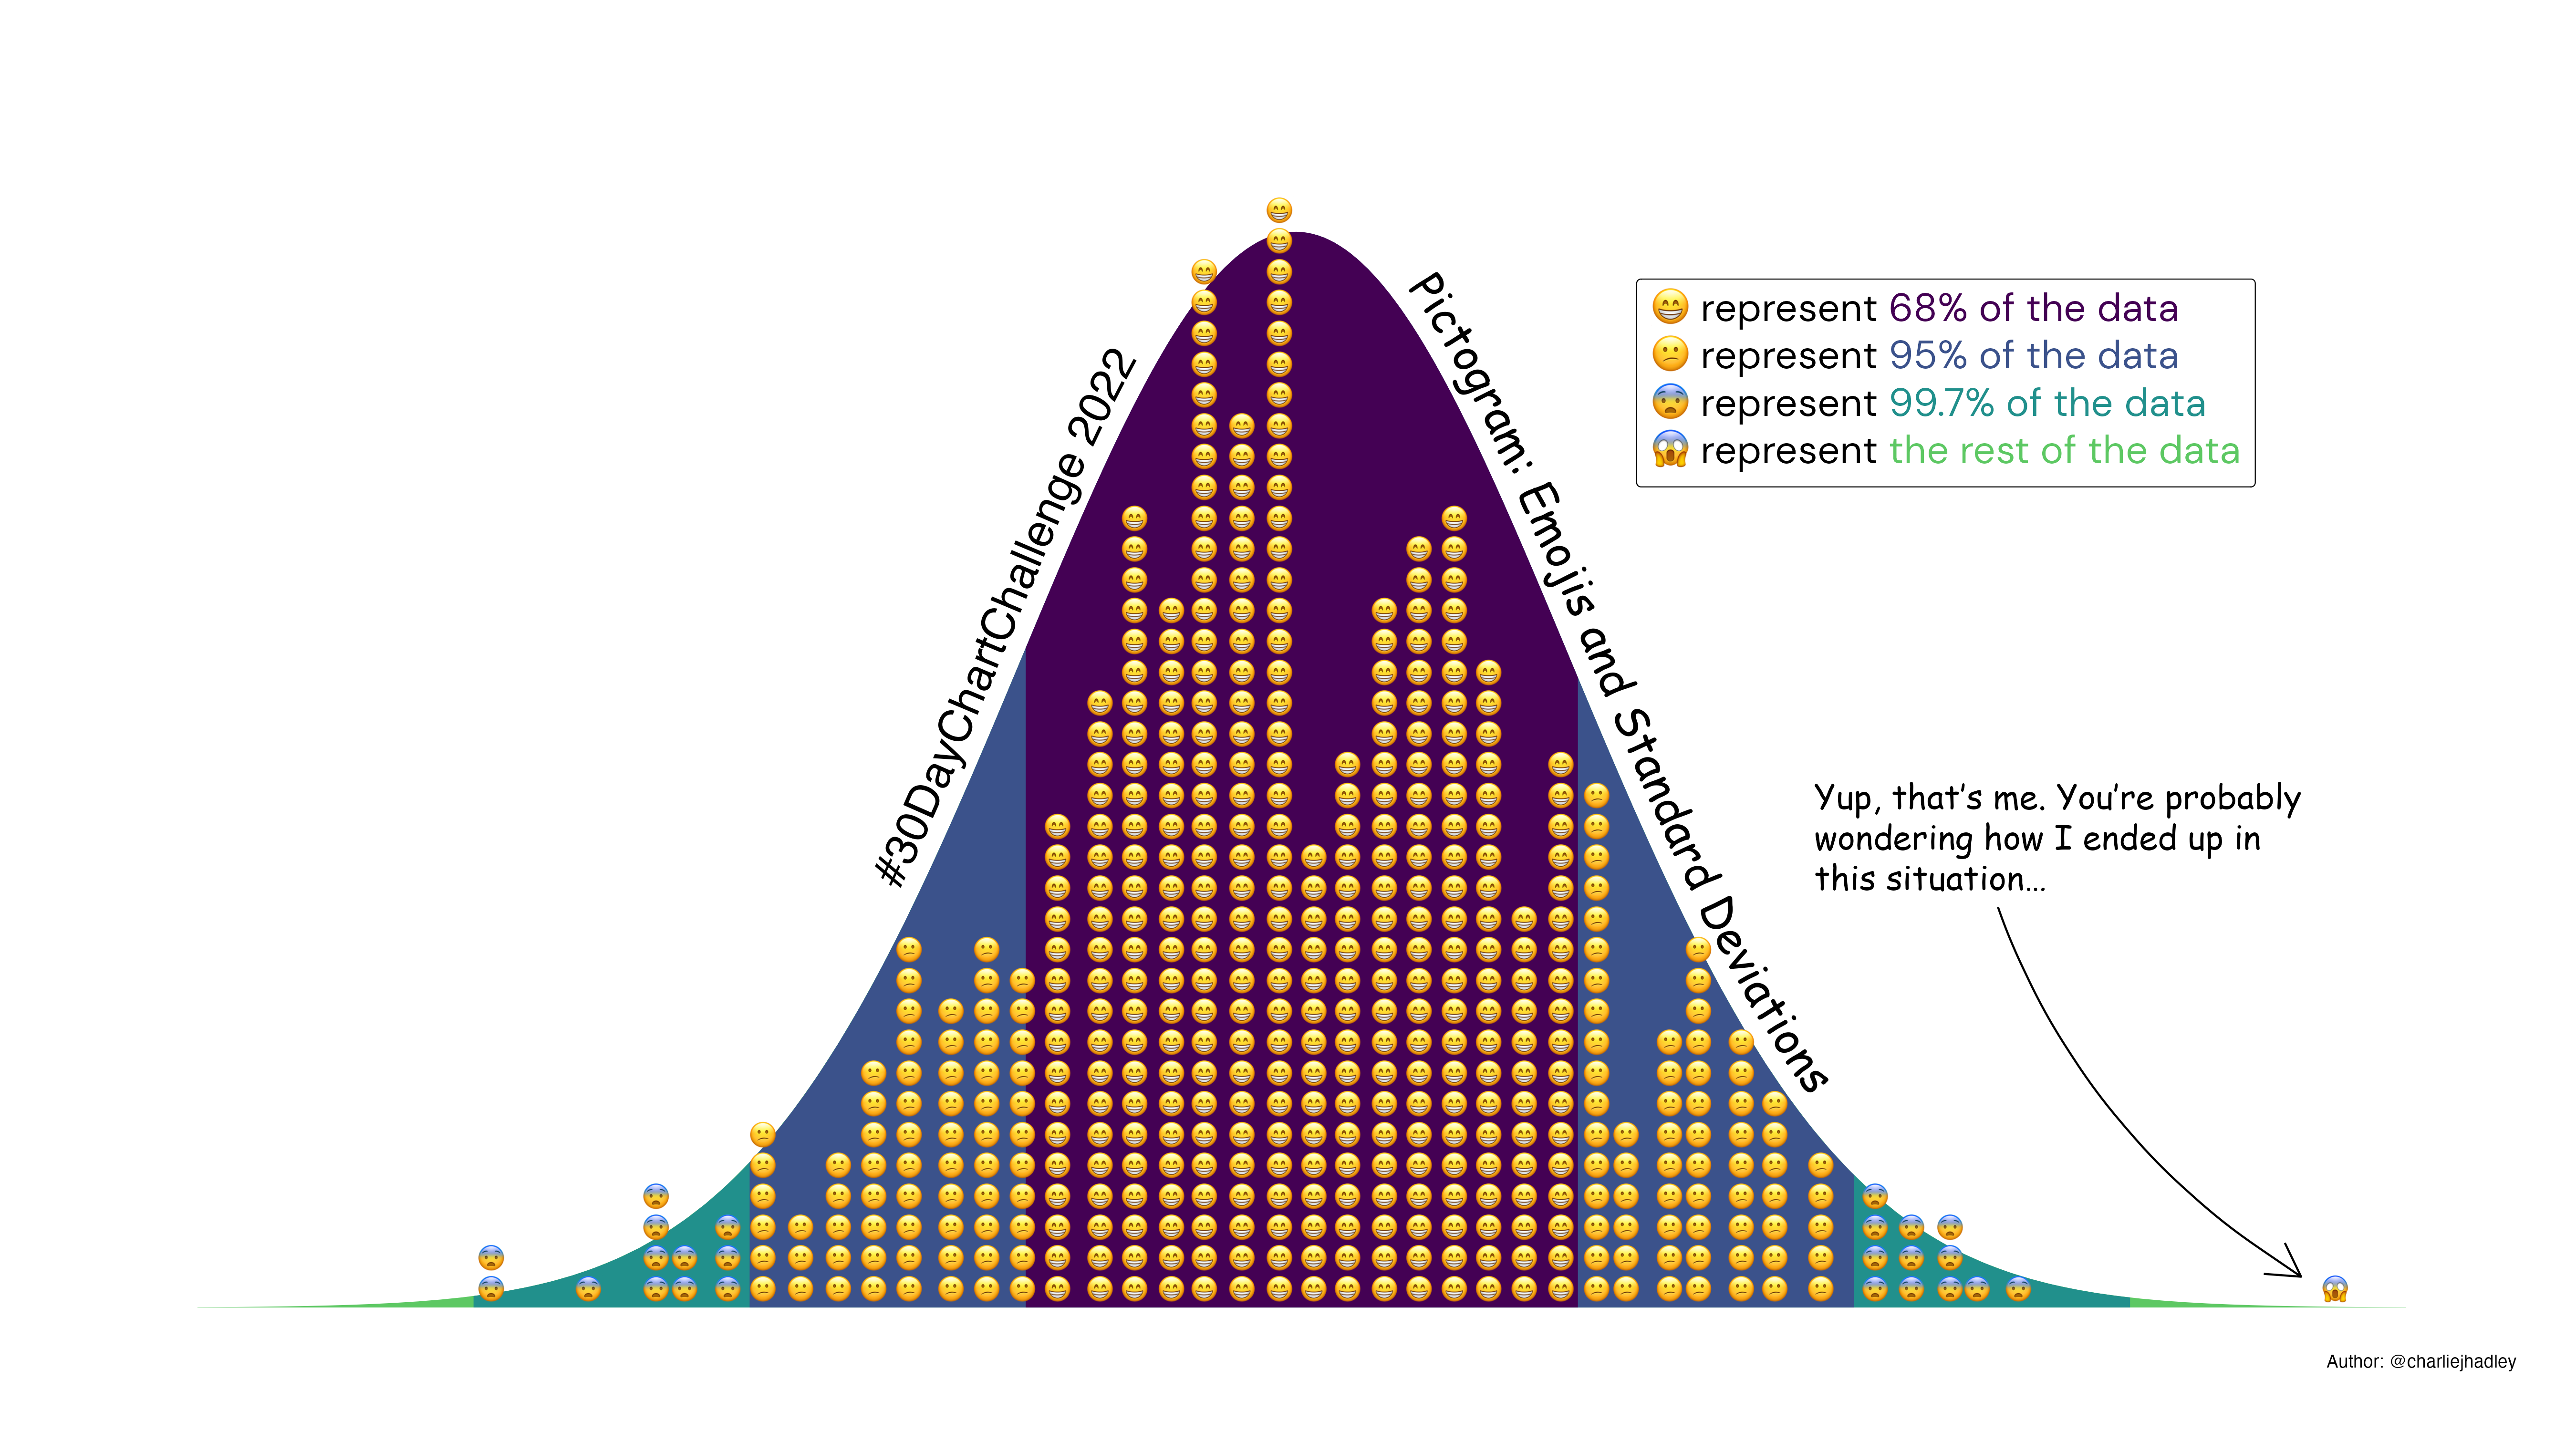 #30DayChartChallenge 2022
Pictogram: Emojis and Standard Deviations
😁 represent 68% of the data
😕 represent 95% of the data
😨 represent 99.7% of the data
😱 represent the rest of the data
Yup, that's me. You're probably
wondering how I ended up in
this situation...
Author: @charliejhadley